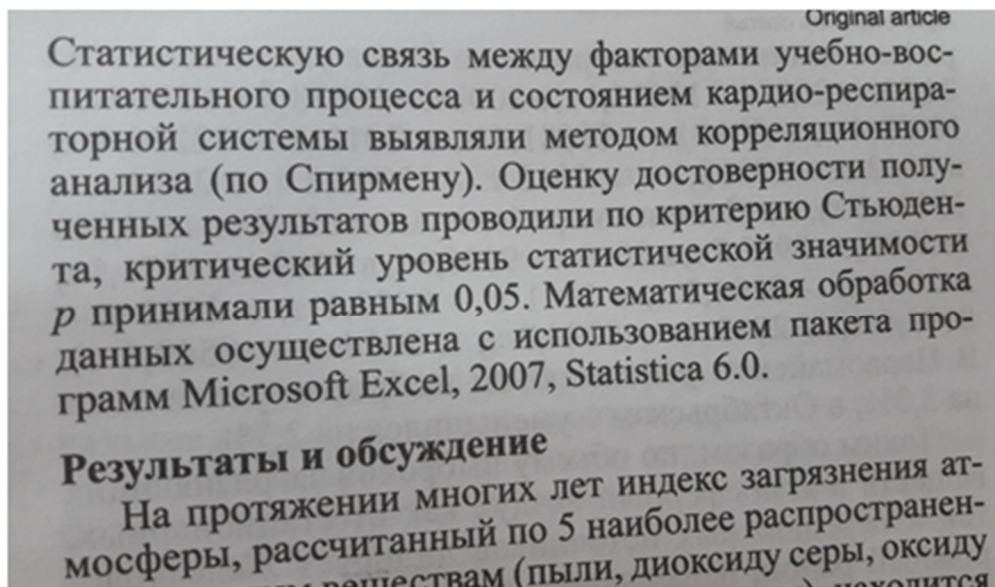 Original article
Статистическую связь между факторами учебно-вос-
питательного процесса и состоянием кардио-респира-
торной системы выявляли методом корреляционного
анализа (по Спирмену). Оценку достоверности полу-
ченных результатов проводили по критерию Стьюден-
та, критический уровень статистической значимости
p принимали равным 0,05. Математическая обработка
данных осуществлена с использованием пакета про-
грамм Microsoft Excel, 2007, Statistica 6.0.
Результаты и обсуждение
На протяжении многих лет индекс загрязнения ат-
мосферы, рассчитанный по 5 наиболее распространен-
веществам (пыли, диоксиду серы, оксиду
находится